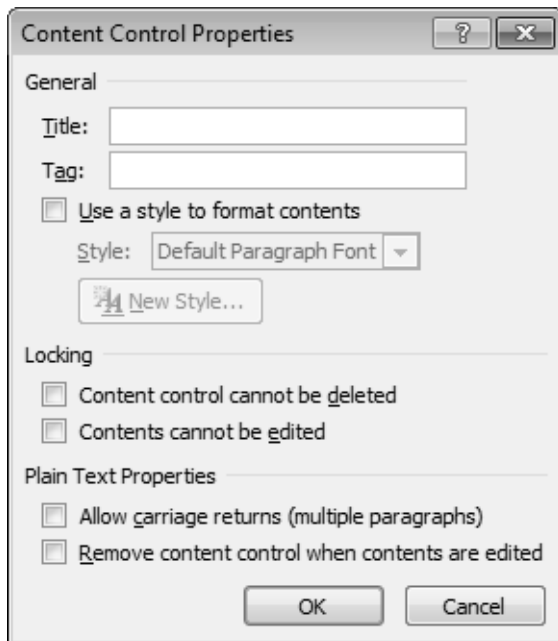 Content Control Properties
?
General
Title:
Tag:
Use a style to format contents
Style: Default Paragraph Font
New Style...
Locking
Content control cannot be deleted
Contents cannot be edited
Plain Text Properties
Allow carriage returns (multiple paragraphs)
Remove content control when contents are edited
OK Cancel